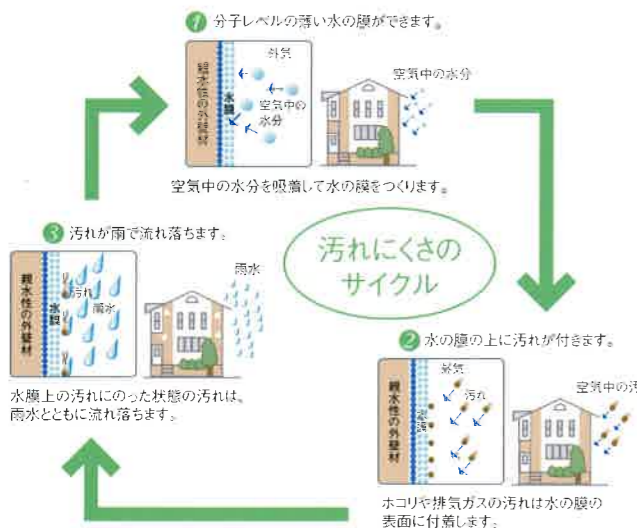 1 分子レベルの薄い水の膜ができます。
親水性の外壁材
水膜
外気
空気中の
水分
空気中の水分
空気中の水分を吸着して水の膜をつくります。
汚れにくさの
サイクル
2 水の膜の上に汚れが付きます。
親水性の外壁材
水膜
外気
汚れ
空気中の汚
ホコリや排気ガスの汚れは水の膜の
表面に付着します。
3 汚れが雨で流れ落ちます。
親水性の外壁材
水膜
汚れ
雨水
雨水
水膜上の汚れにのった状態の汚れは、
雨水とともに流れ落ちます。